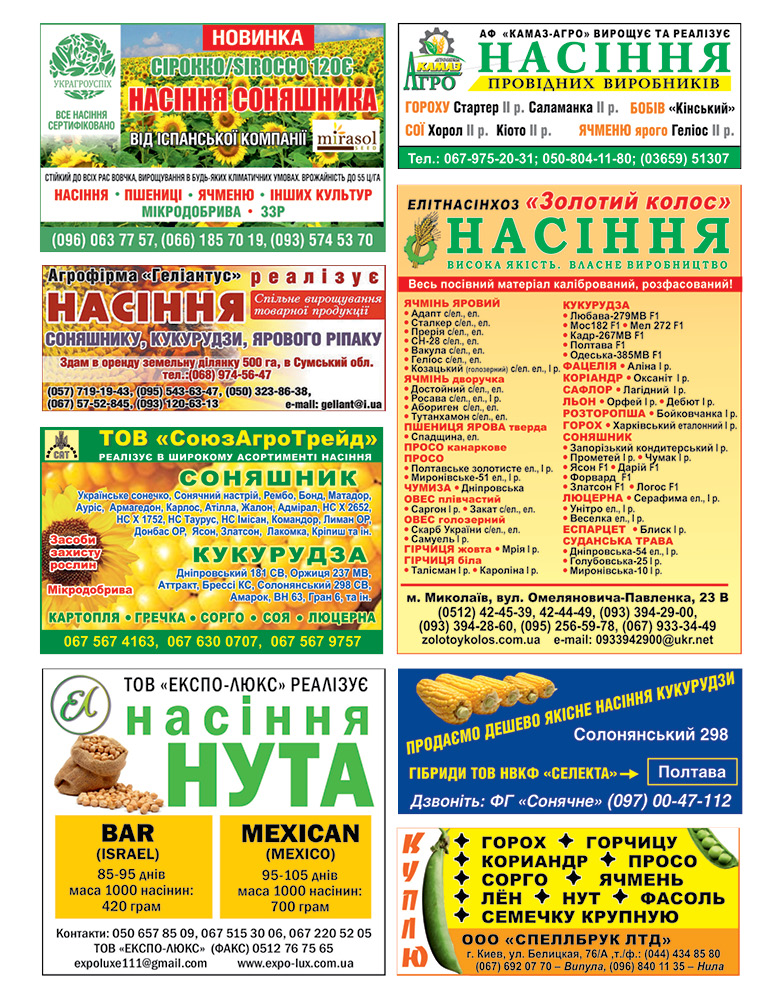 НОВИНКА
СІРОККО/SIROCCO 120€
НАСІННЯ СОНЯШНИКА
ВІД ІСПАНСЬКОЇ КОМПАНІЇ
mirasol
SEED
УКРАГРОУСПІХ
ВСЕ НАСІННЯ
СЕРТИФІКОВАНО
СТІЙКИЙ ДО ВСІХ РАС ВОВЧКА, ВИРОЩУВАННЯ В БУДЬ-ЯКИХ КЛІМАТИЧНИХ УМОВАХ. ВРОЖАЙНІСТЬ ДО 55 Ц/ГА
НАСІННЯ • ПШЕНИЦІ • ЯЧМЕНЮ • ІНШИХ КУЛЬТУР
МІКРОДОБРИВА • ЗЗР
(096) 063 77 57, (066) 185 70 19, (093) 574 53 70
Агрофірма «Геліантус» реалізує
НАСІННЯ
Спільне вирощування
товарної продукції
СОНЯШНИКУ, КУКУРУДЗИ, ЯРОВОГО РІПАКУ
Здам в оренду земельну ділянку 500 га, в Сумський обл.
тел.: (068) 974-56-47
(057) 719-19-43, (095) 543-63-47, (050) 323-86-38,
(067) 57-52-845, (093) 120-63-13
e-mail: gellant@i.ua
САТ
ТОВ «СоюзАгроТрейд»
РЕАЛІЗУЄ В ШИРОКОМУ АСОРТИМЕНТІ НАСІННЯ
СОНЯШНИК
Українське сонечко, Сонячний настрій, Рембо, Бонд, Матадор,
Ауріс, Армагедон, Карлос, Атілла, Жалон, Адмірал, НС Х 2652,
НС Х 1752, НС Таурус, НС Імісан, Командор, Лиман ОР,
Донбас ОР, Ясон, Златсон, Лакомка, Кріпиш та ін.
Засоби
захисту
рослин
Мікродобрива
КУКУРУДЗА
Дніпровський 181 СВ, Оржиця 237 МВ,
Аттракт, Брессі КС, Солонянський 298 СВ,
Амарок, ВН 63, Гран 6, та ін.
КАРТОПЛЯ • ГРЕЧКА • СОРГО • СОЯ • ЛЮЦЕРНА
067 567 4163, 067 630 0707, 067 567 9757
ЕЛ
ТОВ «ЕКСПО-ЛЮКС» РЕАЛІЗУЄ
насіння
НУТА
BAR
(ISRAEL)
85-95 днів
маса 1000 насінин:
420 грам
MEXICAN
(MEXICO)
95-105 днів
маса 1000 насінин:
700 грам
Контакти: 050 657 85 09, 067 515 30 06, 067 220 52 05
ТОВ «ЕКСПО-ЛЮКС» (ФАКС) 0512 76 75 65
expoluxe111@gmail.com www.expo-lux.com.ua
КАМАЗ
АГРО
АФ «КАМАЗ-АГРО» ВИРОЩУЄ ТА РЕАЛІЗУЄ
НАСІННЯ
ПРОВІДНИХ ВИРОБНИКІВ
ГОРОХУ Стартер ІІ р. Саламанка ІІ р. БОБІВ «Кінський»
СОЇ Хорол ІІ р. Кіото ІІ р. ЯЧМЕНЮ ярого Геліос ІІ р.
Тел.: 067-975-20-31; 050-804-11-80; (03659) 51307
ЕЛІТНАСІНХОЗ «Золотий колос»
НАСІННЯ
ВИСОКА ЯКІСТЬ. ВЛАСНЕ ВИРОБНИЦТВО
Весь посівний матеріал калібрований, розфасований!
ЯЧМІНЬ ЯРОВИЙ
• Адапт с/ел., ел.
• Сталкер с/ел., ел.
• Прерія с/ел., ел.
• СН-28 с/ел., ел.
• Вакула с/ел., ел.
• Геліос с/ел., ел.
• Козацький (голозерний) с/ел. ел., І р.
ЯЧМІНЬ дворучка
• Достойний с/ел., ел.
• Росава с/ел., ел., І р.
• Абориген с/ел., ел.
• Тутанхамон с/ел., ел.
ПШЕНИЦЯ ЯРОВА тверда
• Спадщина, ел.
ПРОСО канаркове
ПРОСО
• Полтавське золотисте ел., І р.
• Миронівське-51 ел., І р.
ЧУМИЗА • Дніпровська
ОВЕС плівчастий
• Саргон І р. • Закат с/ел., ел.
ОВЕС голозерний
• Скарб України с/ел., ел.
• Самуель І р.
ГІРЧИЦЯ жовта • Мрія І р.
ГІРЧИЦЯ біла
• Талісман І р. • Кароліна І р.
КУКУРУДЗА
• Любава-279МВ F1
• Мос182 F1 • Мел 272 F1
• Кадр-267МВ F1
• Полтава F1
• Одеська-385МВ F1
ФАЦЕЛІЯ • Аліна І р.
КОРІАНДР • Оксаніт І р.
САФЛОР • Лагідний І р.
ЛЬОН • Орфей І р. • Дебют І р.
РОЗТОРОПША • Бойковчанка І р.
ГОРОХ • Харківський еталонний І р.
СОНЯШНИК
• Запорізький кондитерський І р.
• Прометей І р. • Чумак І р.
• Ясон F1 • Дарій F1
• Форвард F1
• Златсон F1 • Логос F1
ЛЮЦЕРНА • Серафима ел., І р.
• Унітро ел., І р.
• Веселка ел., І р.
ЕСПАРЦЕТ • Блиск І р.
СУДАНСЬКА ТРАВА
• Дніпровська-54 ел., І р.
• Голубовська-25 І р.
• Миронівська-10 І р.
м. Миколаїв, вул. Омеляновича-Павленка, 23 В
(0512) 42-45-39, 42-44-49, (093) 394-29-00,
(093) 394-28-60, (095) 256-59-78, (067) 933-34-49
zolotoykolos.com.ua e-mail: 0933942900@ukr.net
ПРОДАЄМО ДЕШЕВО ЯКІСНЕ НАСІННЯ КУКУРУДЗИ
Солонянський 298
ГІБРИДИ ТОВ НВКФ «СЕЛЕКТА» → Полтава
Дзвоніть: ФГ «Сонячне» (097) 00-47-112
КУПЛЮ
✦ ГОРОХ ✦ ГОРЧИЦУ
✦ КОРИАНДР ✦ ПРОСО
✦ СОРГО ✦ ЯЧМЕНЬ
✦ ЛЁН ✦ НУТ ✦ ФАСОЛЬ
✦ СЕМЕЧКУ КРУПНУЮ
ООО «СПЕЛЛБРУК ЛТД»
г. Киев, ул. Белицкая, 76/А ,т./ф.: (044) 434 85 80
(067) 692 07 70 – Випула, (096) 840 11 35 – Нила